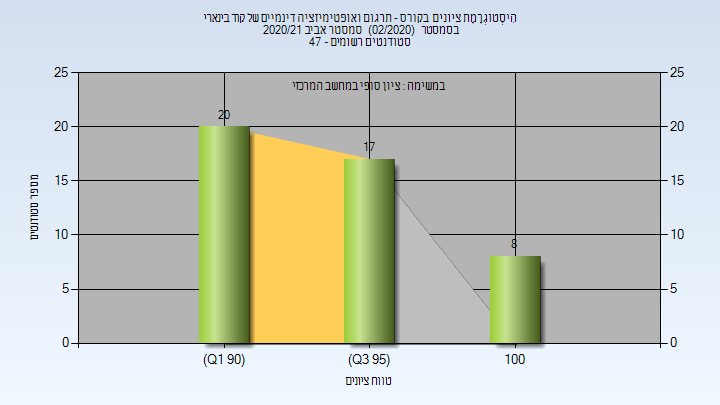 היסטוגרמת ציונים בקורס - תרגום ואופטימיזציה דינמיים של קוד בינארי
בסמסטר (02/2020) סמסטר אביב 2020/21
סטודנטים רשומים - 47
במשימה : ציון סופי במחשב המרכזי
25
20
15
10
5
0
25
20
15
10
5
0
20
17
8
מספר סטודנטים
(Q1 90)
(Q3 95)
100
טווח ציונים